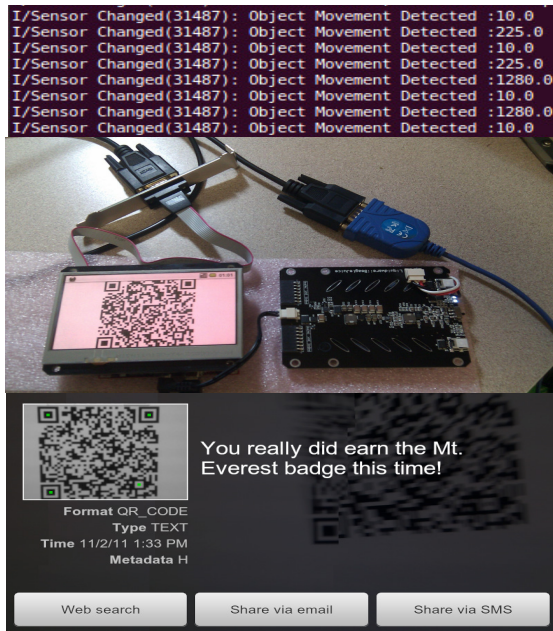 I/Sensor Changed(31487): Object Movement Detected :10.0
I/Sensor Changed(31487): Object Movement Detected :225.0
I/Sensor Changed(31487): Object Movement Detected :10.0
I/Sensor Changed(31487): Object Movement Detected :225.0
I/Sensor Changed(31487): Object Movement Detected :1280.0
I/Sensor Changed(31487): Object Movement Detected :10.0
I/Sensor Changed(31487): Object Movement Detected :1280.0
I/Sensor Changed(31487): Object Movement Detected :10.0
You really did earn the Mt.
Everest badge this time!
Format QR_CODE
Type TEXT
Time 11/2/11 1:33 PM
Metadata H
Web search
Share via email
Share via SMS